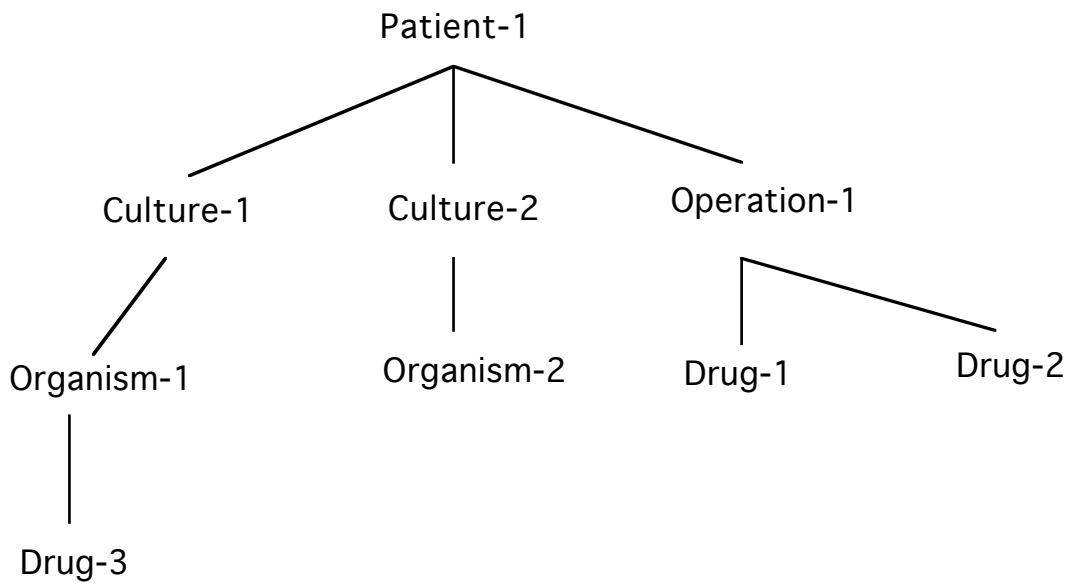 Patient-1
Culture-1
Culture-2
Operation-1
Organism-1
Organism-2
Drug-1
Drug-2
Drug-3